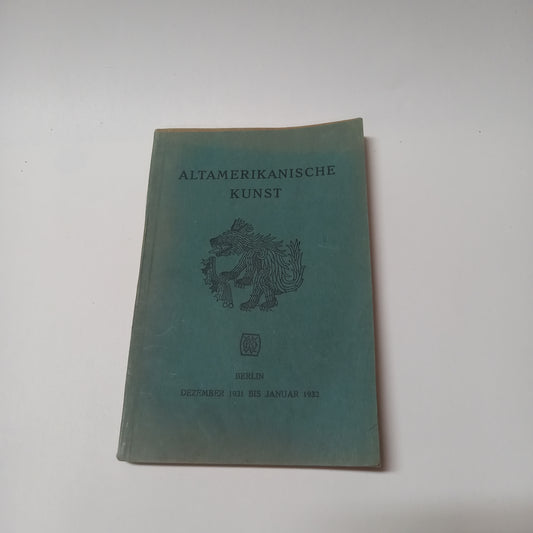 ALTAMERIKANISCHE
KUNST
BERLIN
DEZEMBER 1931 BIS JANUAR 1932